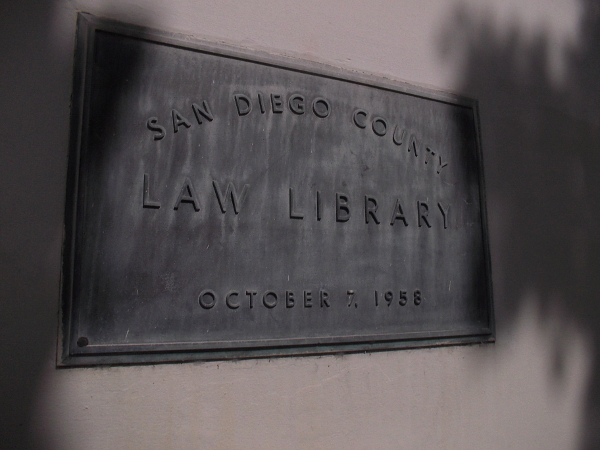 SAN DIEGO COUNTY
LAW LIBRARY
OCTOBER 7, 1958